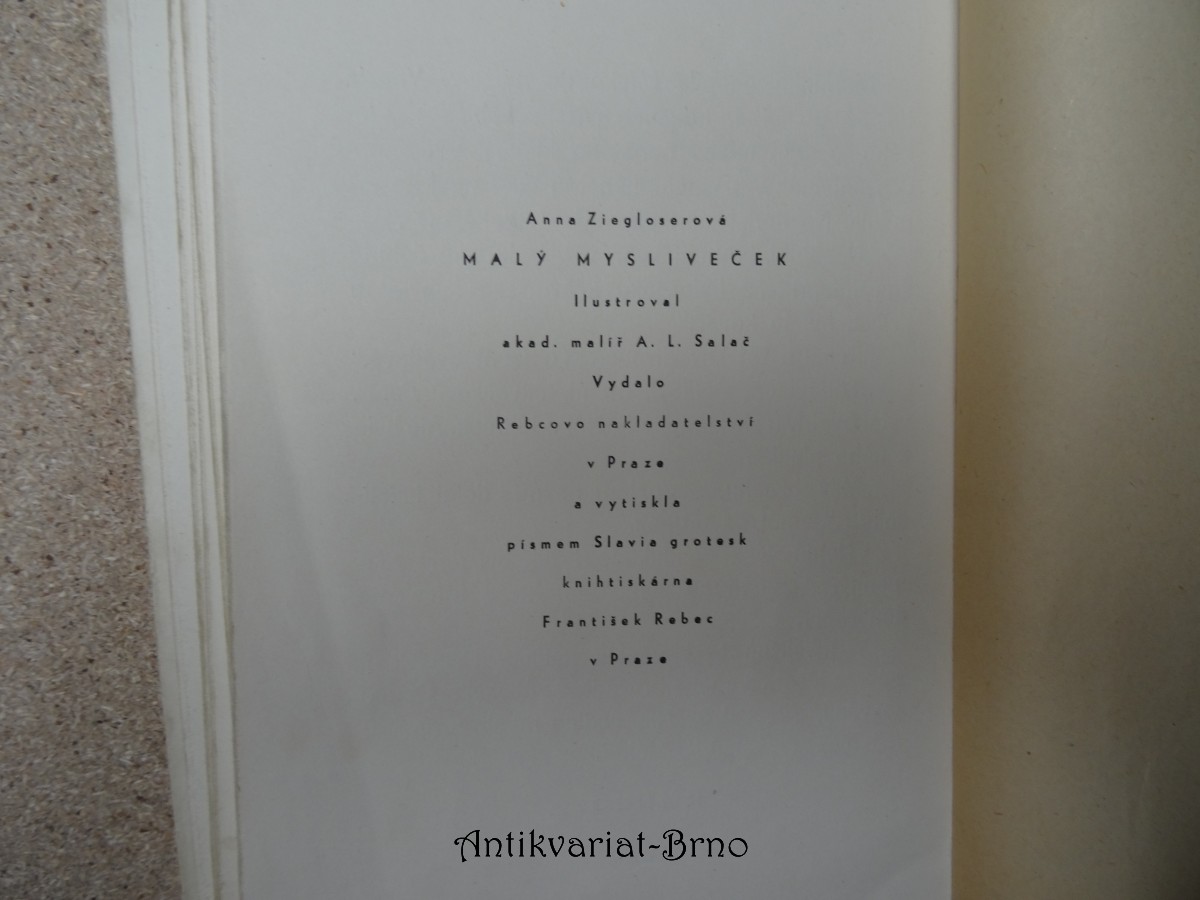 Anna Ziegloserová
MALÝ MYSLIVEČEK
Ilustroval
akad. malíř A. L. Salač
Vydalo
Rebcovo nakladatelství
v Praze
a vytiskla
písmem Slavia grotesk
knihtiskárna
František Rebec
v Praze
Antikvariat-Brno